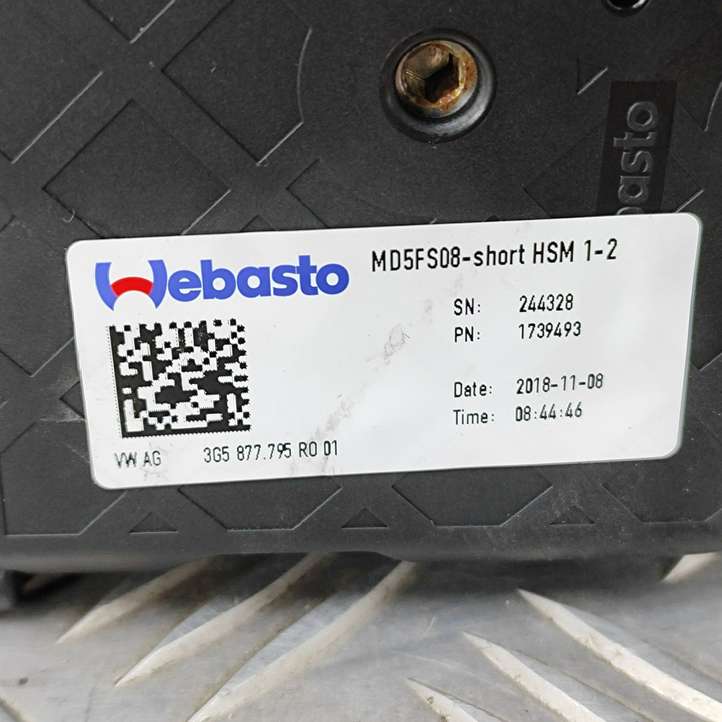 basto
Webasto
MD5FS08-short HSM 1-2
SN: 244328
PN: 1739493
Date: 2018-11-08
Time: 08:44:46
VW AG 3G5 877.795 R0 01